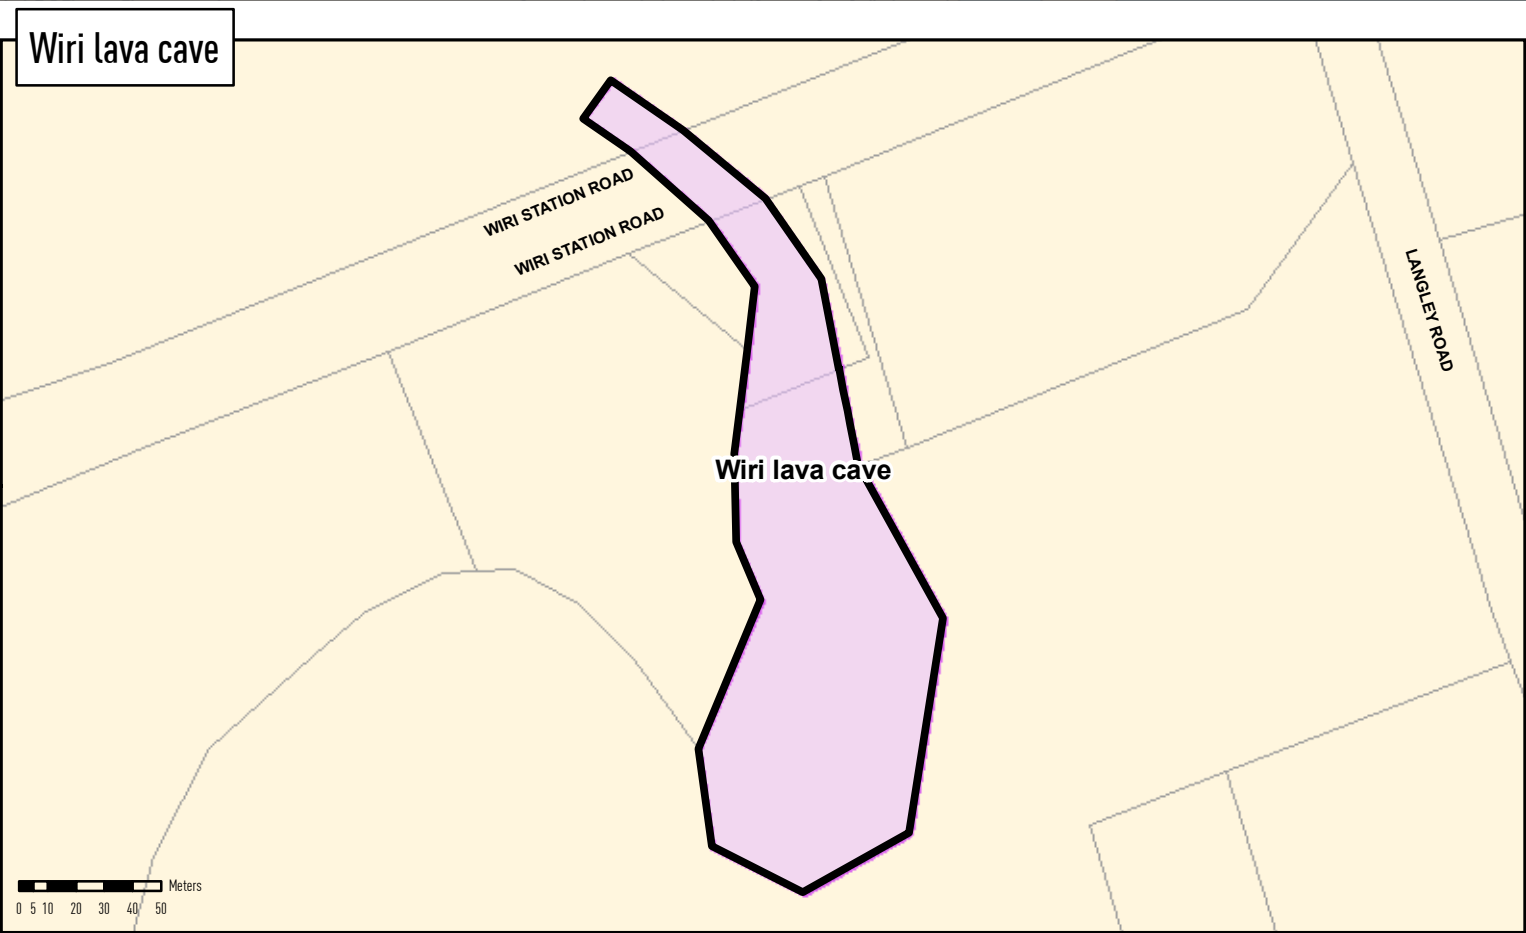 Wiri lava cave
WIRI STATION ROAD
WIRI STATION ROAD
LANGLEY ROAD
Wiri lava cave
Meters
0 5 10 20 30 40 50